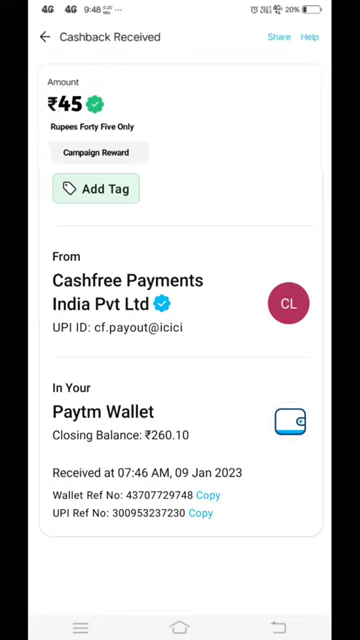 4G 4G 9:48 ··· 20%
Cashback Received Share Help
Amount
₹45
Rupees Forty Five Only
Campaign Reward
Add Tag
From
Cashfree Payments
India Pvt Ltd
CL
UPI ID: cf.payout@icici
In Your
Paytm Wallet
Closing Balance: ₹260.10
Received at 07:46 AM, 09 Jan 2023
Wallet Ref No: 43707729748 Copy
UPI Ref No: 300953237230 Copy